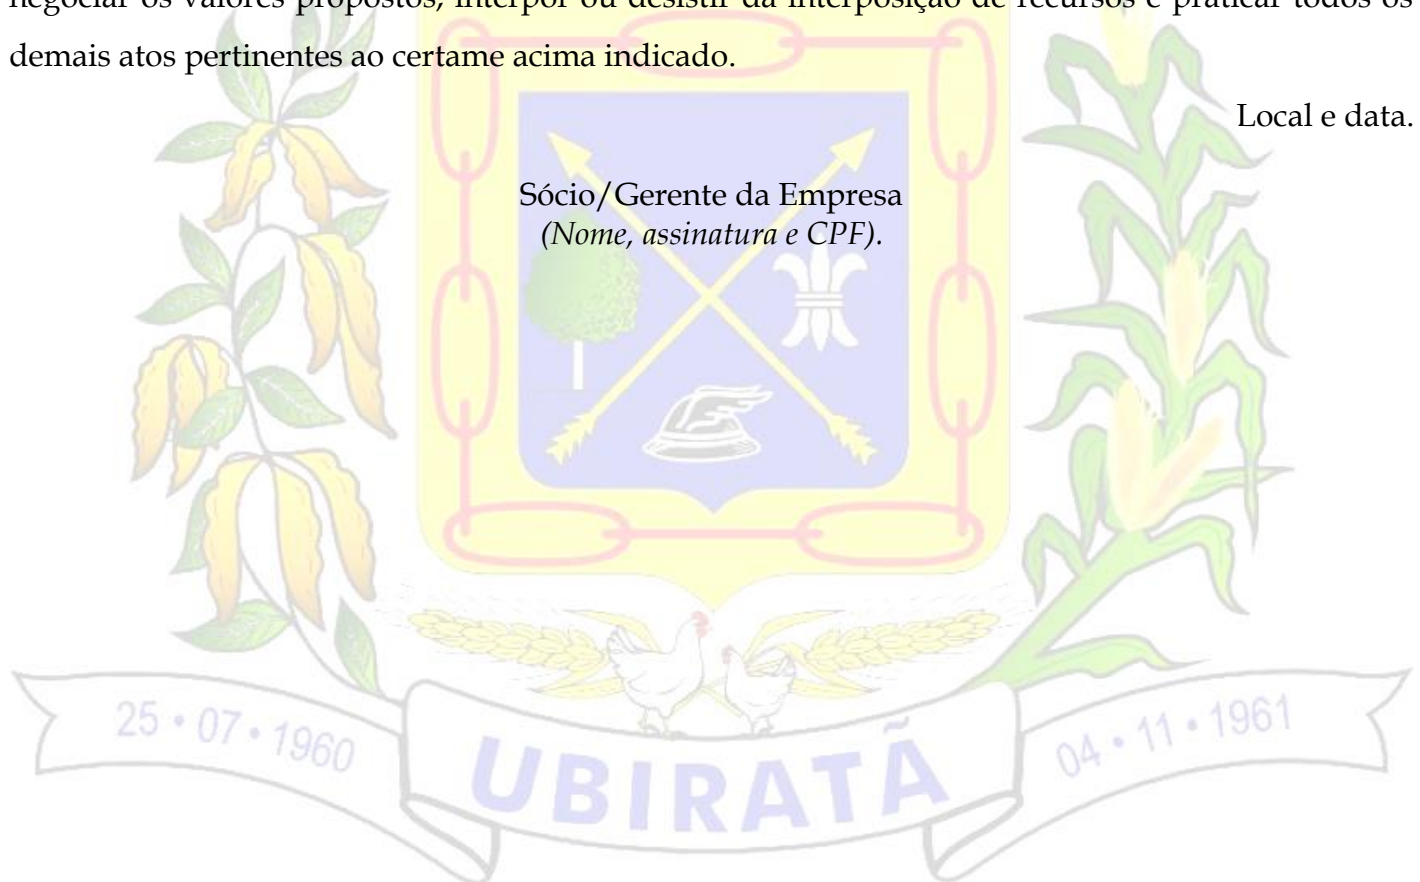 negociar os valores propostos, interpor ou desistir da interposição de recursos e praticar todos os
demais atos pertinentes ao certame acima indicado.
Local e data.
Sócio/Gerente da Empresa
(Nome, assinatura e CPF).
25 • 07 • 1960
UBIRATÃ
04 • 11 • 1961